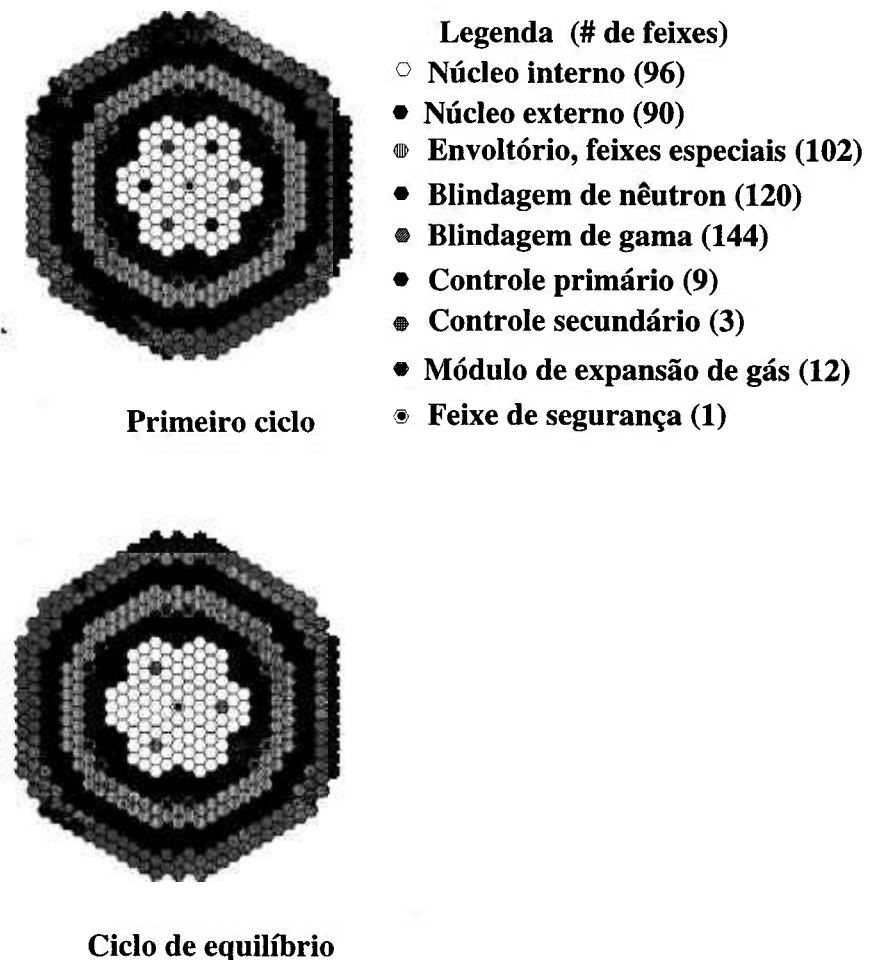 Legenda (# de feixes)
Núcleo interno (96)
Núcleo externo (90)
Envoltório, feixes especiais (102)
Blindagem de nêutron (120)
Blindagem de gama (144)
Controle primário (9)
Controle secundário (3)
Módulo de expansão de gás (12)
Feixe de segurança (1)
Primeiro ciclo
Ciclo de equilíbrio